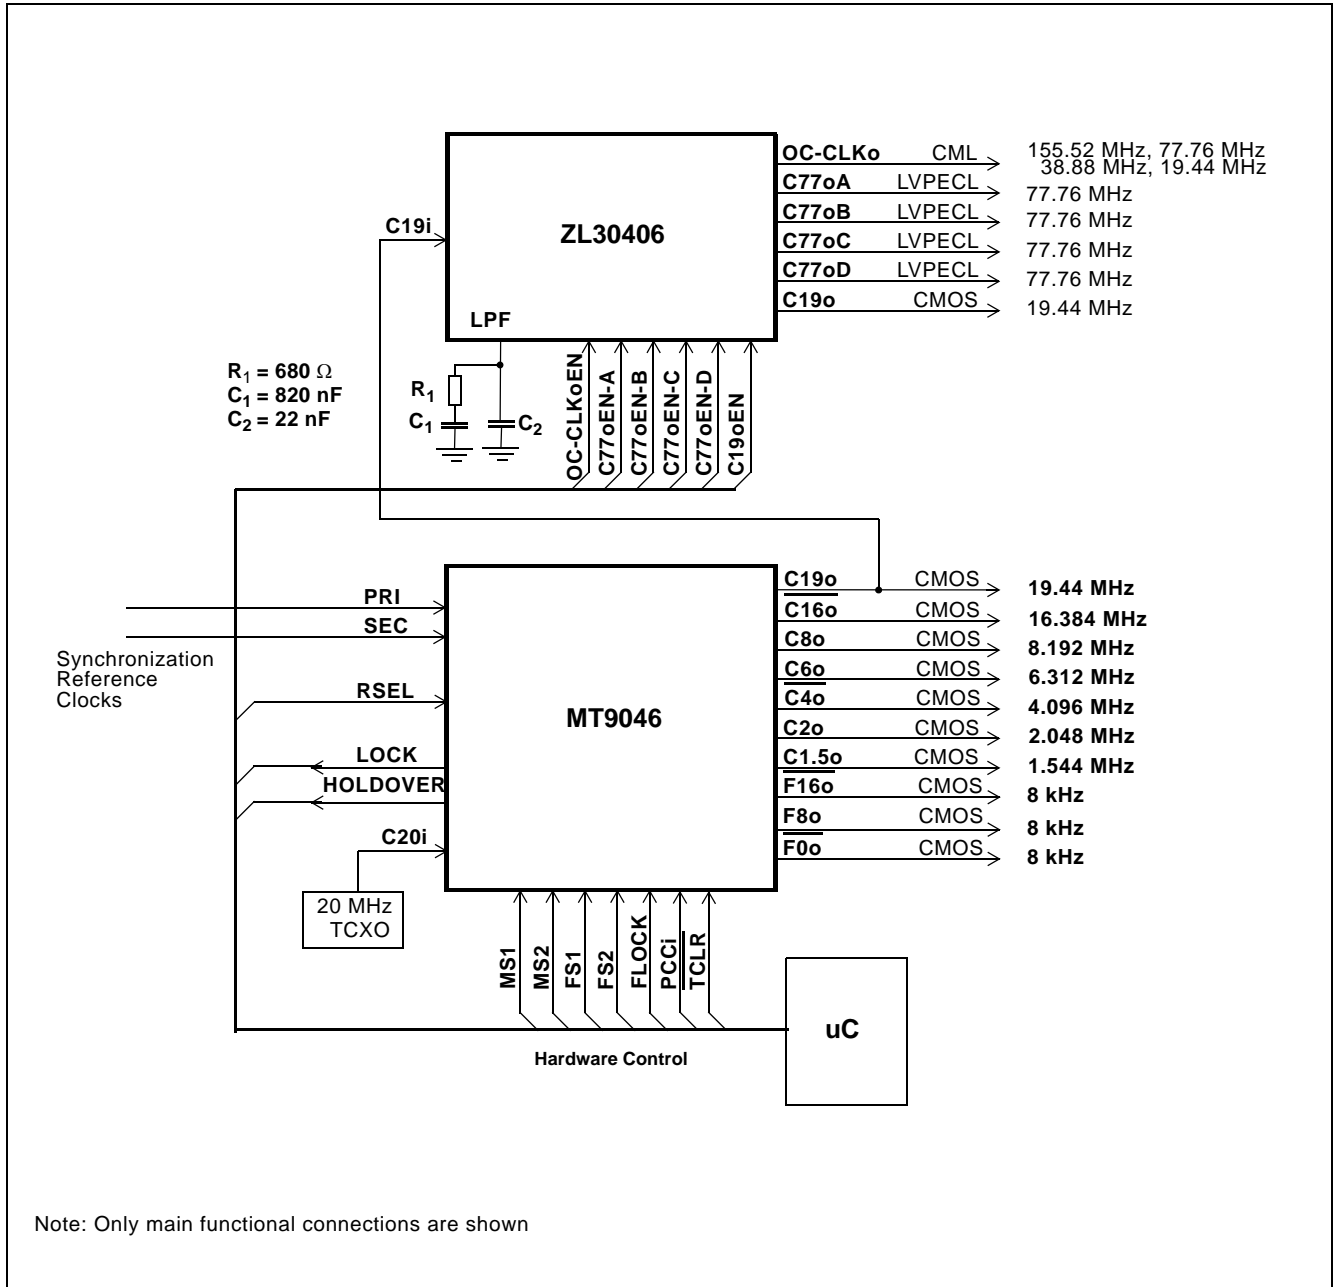 OC-CLKo CML 155.52 MHz, 77.76 MHz
38.88 MHz, 19.44 MHz
C77oA LVPECL 77.76 MHz
C77oB LVPECL 77.76 MHz
C19i
ZL30406
C77oC LVPECL 77.76 MHz
C77oD LVPECL 77.76 MHz
C19o CMOS 19.44 MHz
LPF
R1 = 680 Ω
C1 = 820 nF
C2 = 22 nF
R1
C1
C2
OC-CLKoEN
C77oEN-A
C77oEN-B
C77oEN-C
C77oEN-D
C19oEN
C19o CMOS 19.44 MHz
PRI
C16o CMOS 16.384 MHz
SEC
C8o CMOS 8.192 MHz
Synchronization
Reference
Clocks
C6o CMOS 6.312 MHz
RSEL
C4o CMOS 4.096 MHz
MT9046
C2o CMOS 2.048 MHz
LOCK
C1.5o CMOS 1.544 MHz
HOLDOVER
F16o CMOS 8 kHz
F8o CMOS 8 kHz
C20i
F0o CMOS 8 kHz
20 MHz
TCXO
MS1
MS2
FS1
FS2
FLOCK
PCCi
TCLR
uC
Hardware Control
Note: Only main functional connections are shown